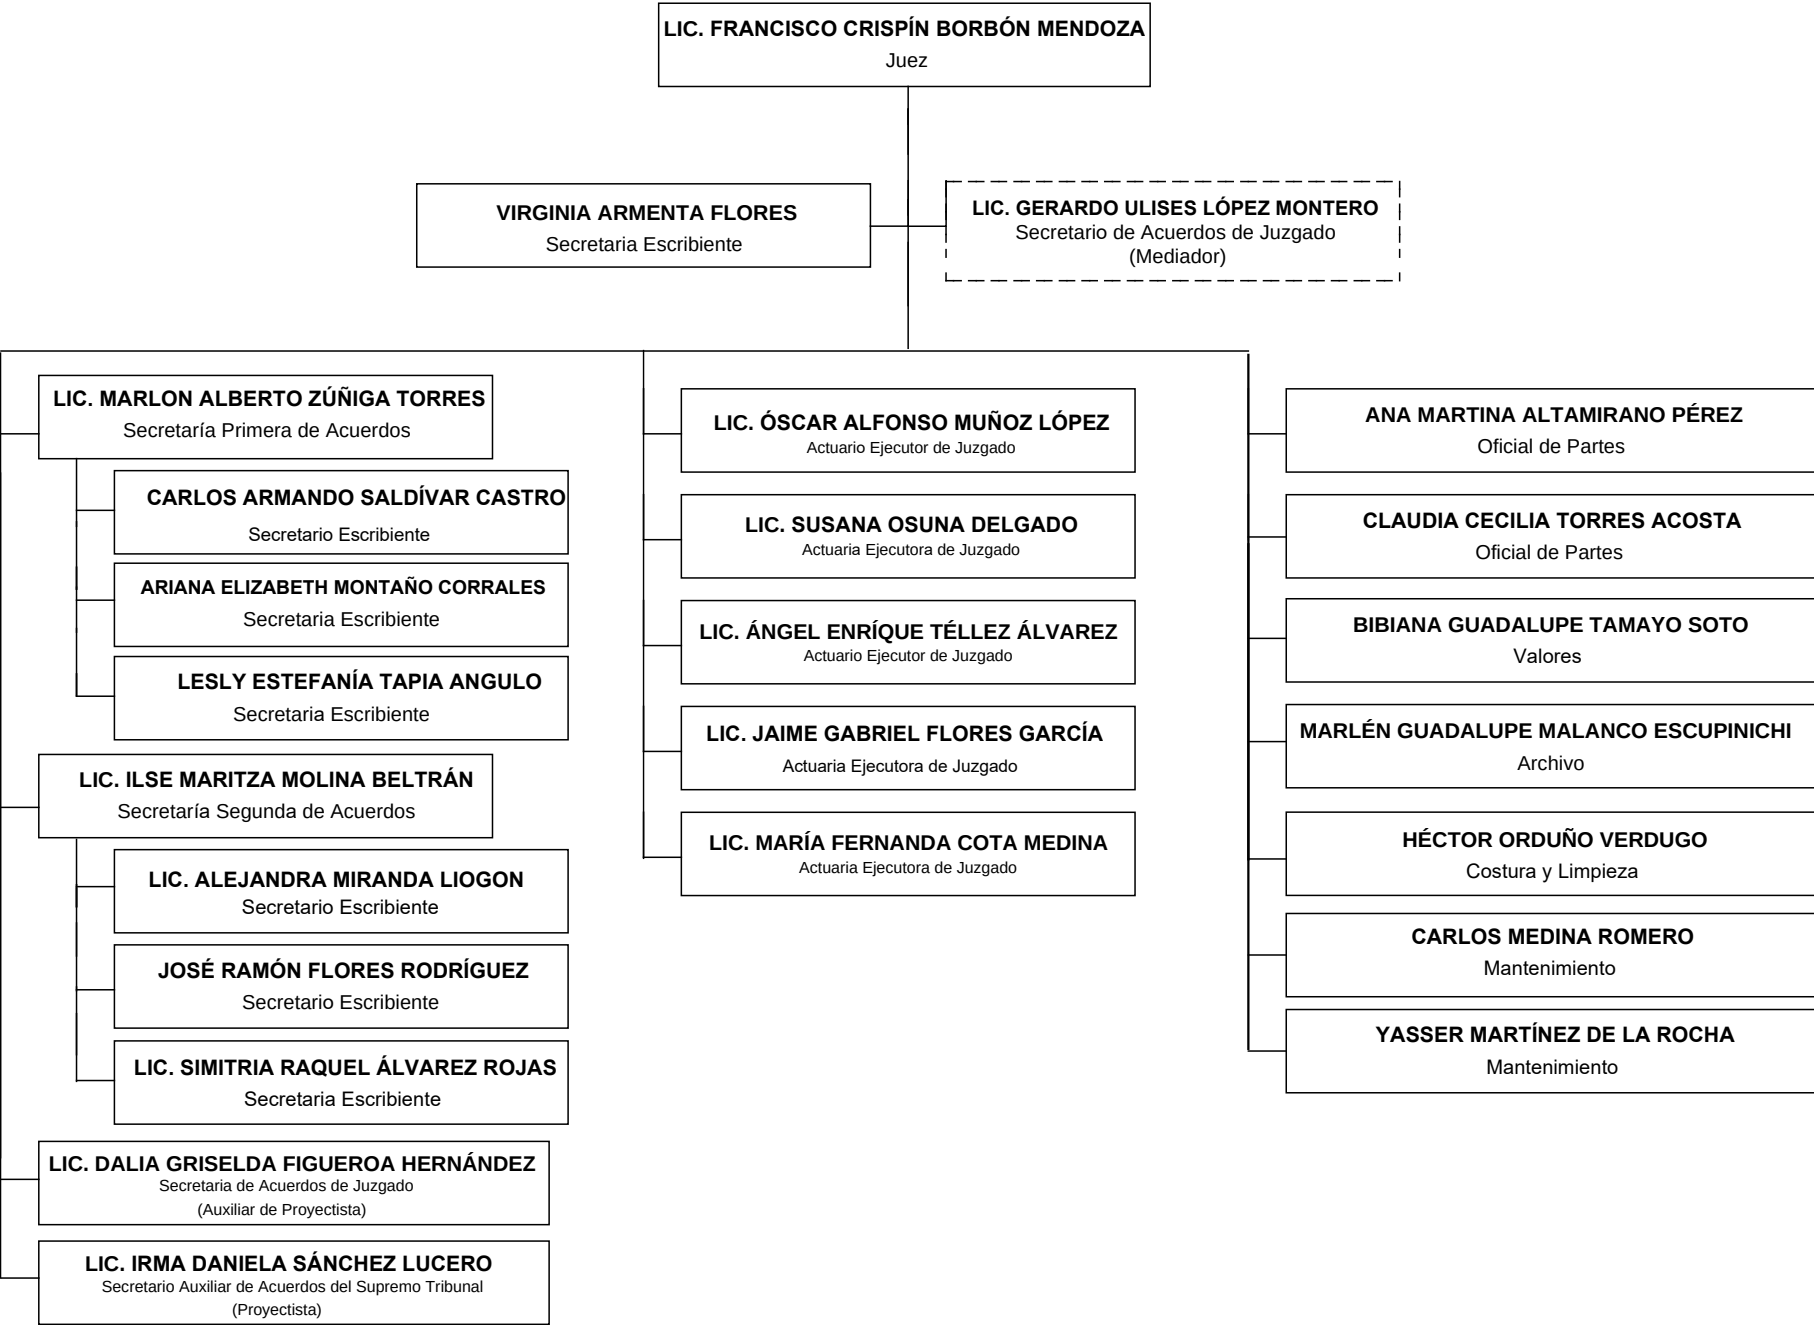 LIC. FRANCISCO CRISPÍN BORBÓN MENDOZA
Juez
VIRGINIA ARMENTA FLORES
Secretaria Escribiente
LIC. GERARDO ULISES LÓPEZ MONTERO
Secretario de Acuerdos de Juzgado
(Mediador)
LIC. MARLON ALBERTO ZÚÑIGA TORRES
Secretaría Primera de Acuerdos
CARLOS ARMANDO SALDÍVAR CASTRO
Secretario Escribiente
ARIANA ELIZABETH MONTAÑO CORRALES
Secretaria Escribiente
LESLY ESTEFANÍA TAPIA ANGULO
Secretaria Escribiente
LIC. ILSE MARITZA MOLINA BELTRÁN
Secretaría Segunda de Acuerdos
LIC. ALEJANDRA MIRANDA LIOGON
Secretario Escribiente
JOSÉ RAMÓN FLORES RODRÍGUEZ
Secretario Escribiente
LIC. SIMITRIA RAQUEL ÁLVAREZ ROJAS
Secretaria Escribiente
LIC. DALIA GRISELDA FIGUEROA HERNÁNDEZ
Secretaria de Acuerdos de Juzgado
(Auxiliar de Proyectista)
LIC. IRMA DANIELA SÁNCHEZ LUCERO
Secretario Auxiliar de Acuerdos del Supremo Tribunal
(Proyectista)
LIC. ÓSCAR ALFONSO MUÑOZ LÓPEZ
Actuario Ejecutor de Juzgado
LIC. SUSANA OSUNA DELGADO
Actuaria Ejecutora de Juzgado
LIC. ÁNGEL ENRÍQUE TÉLLEZ ÁLVAREZ
Actuario Ejecutor de Juzgado
LIC. JAIME GABRIEL FLORES GARCÍA
Actuaria Ejecutora de Juzgado
LIC. MARÍA FERNANDA COTA MEDINA
Actuaria Ejecutora de Juzgado
ANA MARTINA ALTAMIRANO PÉREZ
Oficial de Partes
CLAUDIA CECILIA TORRES ACOSTA
Oficial de Partes
BIBIANA GUADALUPE TAMAYO SOTO
Valores
MARLÉN GUADALUPE MALANCO ESCUPINICHI
Archivo
HÉCTOR ORDUÑO VERDUGO
Costura y Limpieza
CARLOS MEDINA ROMERO
Mantenimiento
YASSER MARTÍNEZ DE LA ROCHA
Mantenimiento